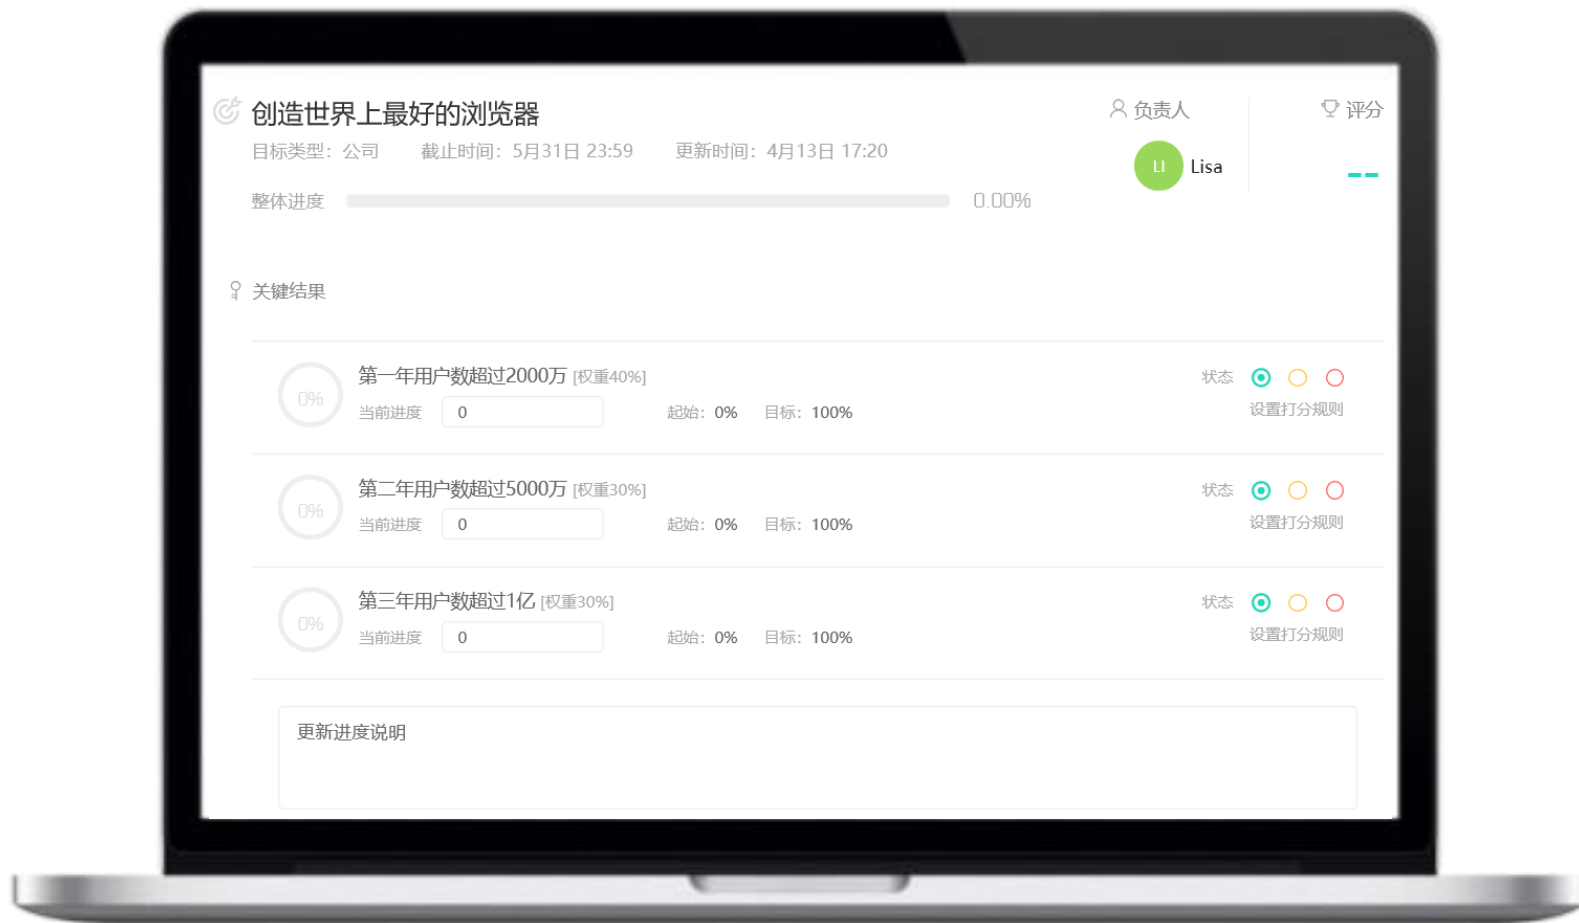 创造世界上最好的浏览器
目标类型：公司 截止时间：5月31日 23:59 更新时间：4月13日 17:20
整体进度 0.00%
负责人
LI Lisa
评分
--
关键结果
0%
第一年用户数超过2000万 [权重40%]
当前进度 0 起始：0% 目标：100%
状态
设置打分规则
0%
第二年用户数超过5000万 [权重30%]
当前进度 0 起始：0% 目标：100%
状态
设置打分规则
0%
第三年用户数超过1亿 [权重30%]
当前进度 0 起始：0% 目标：100%
状态
设置打分规则
更新进度说明